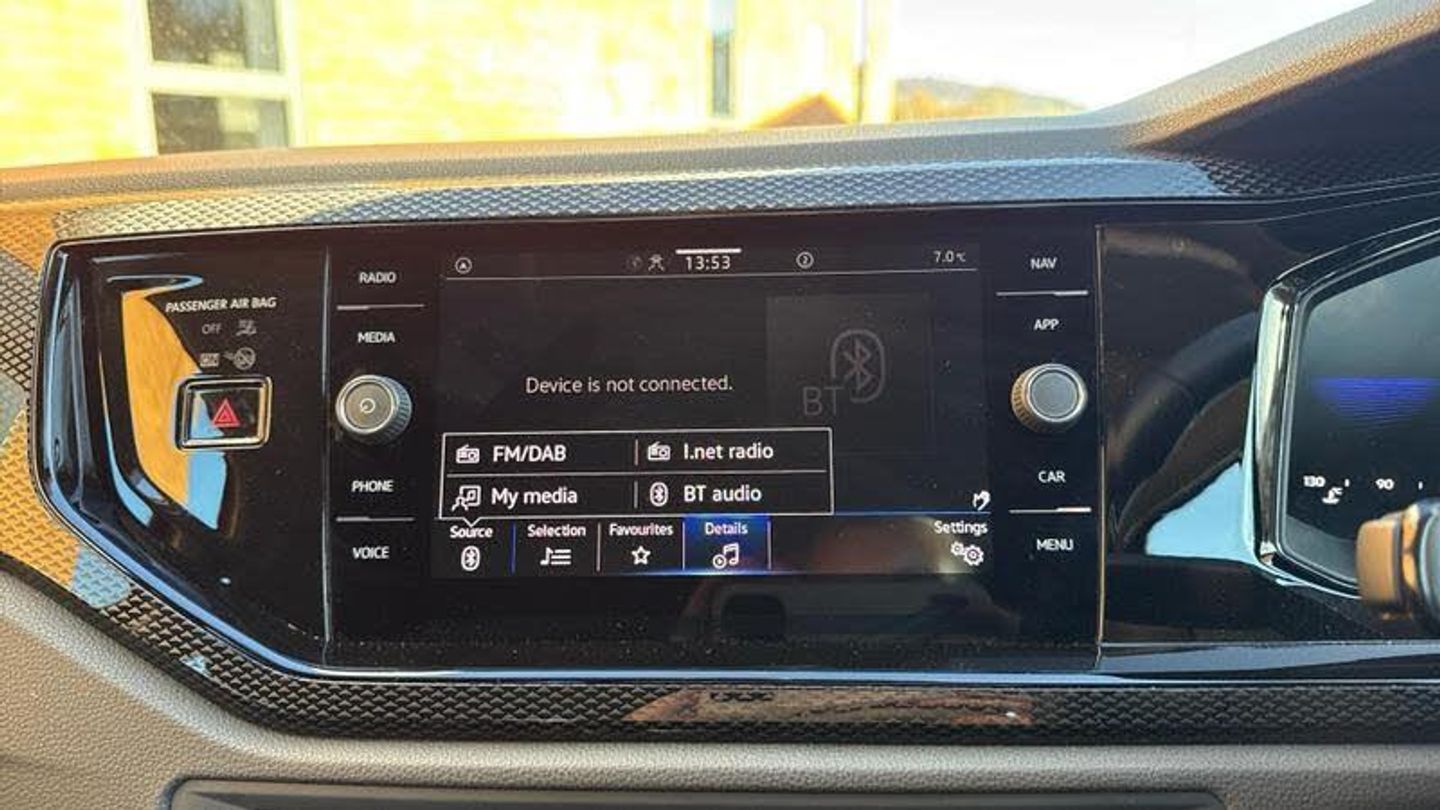 PASSENGER AIR BAG
OFF
RADIO
MEDIA
PHONE
VOICE
13:53
2
7.0°C
Device is not connected.
BT
FM/DAB
I.net radio
My media
BT audio
Source
Selection
Favourites
Details
Settings
NAV
APP
CAR
MENU
130
90